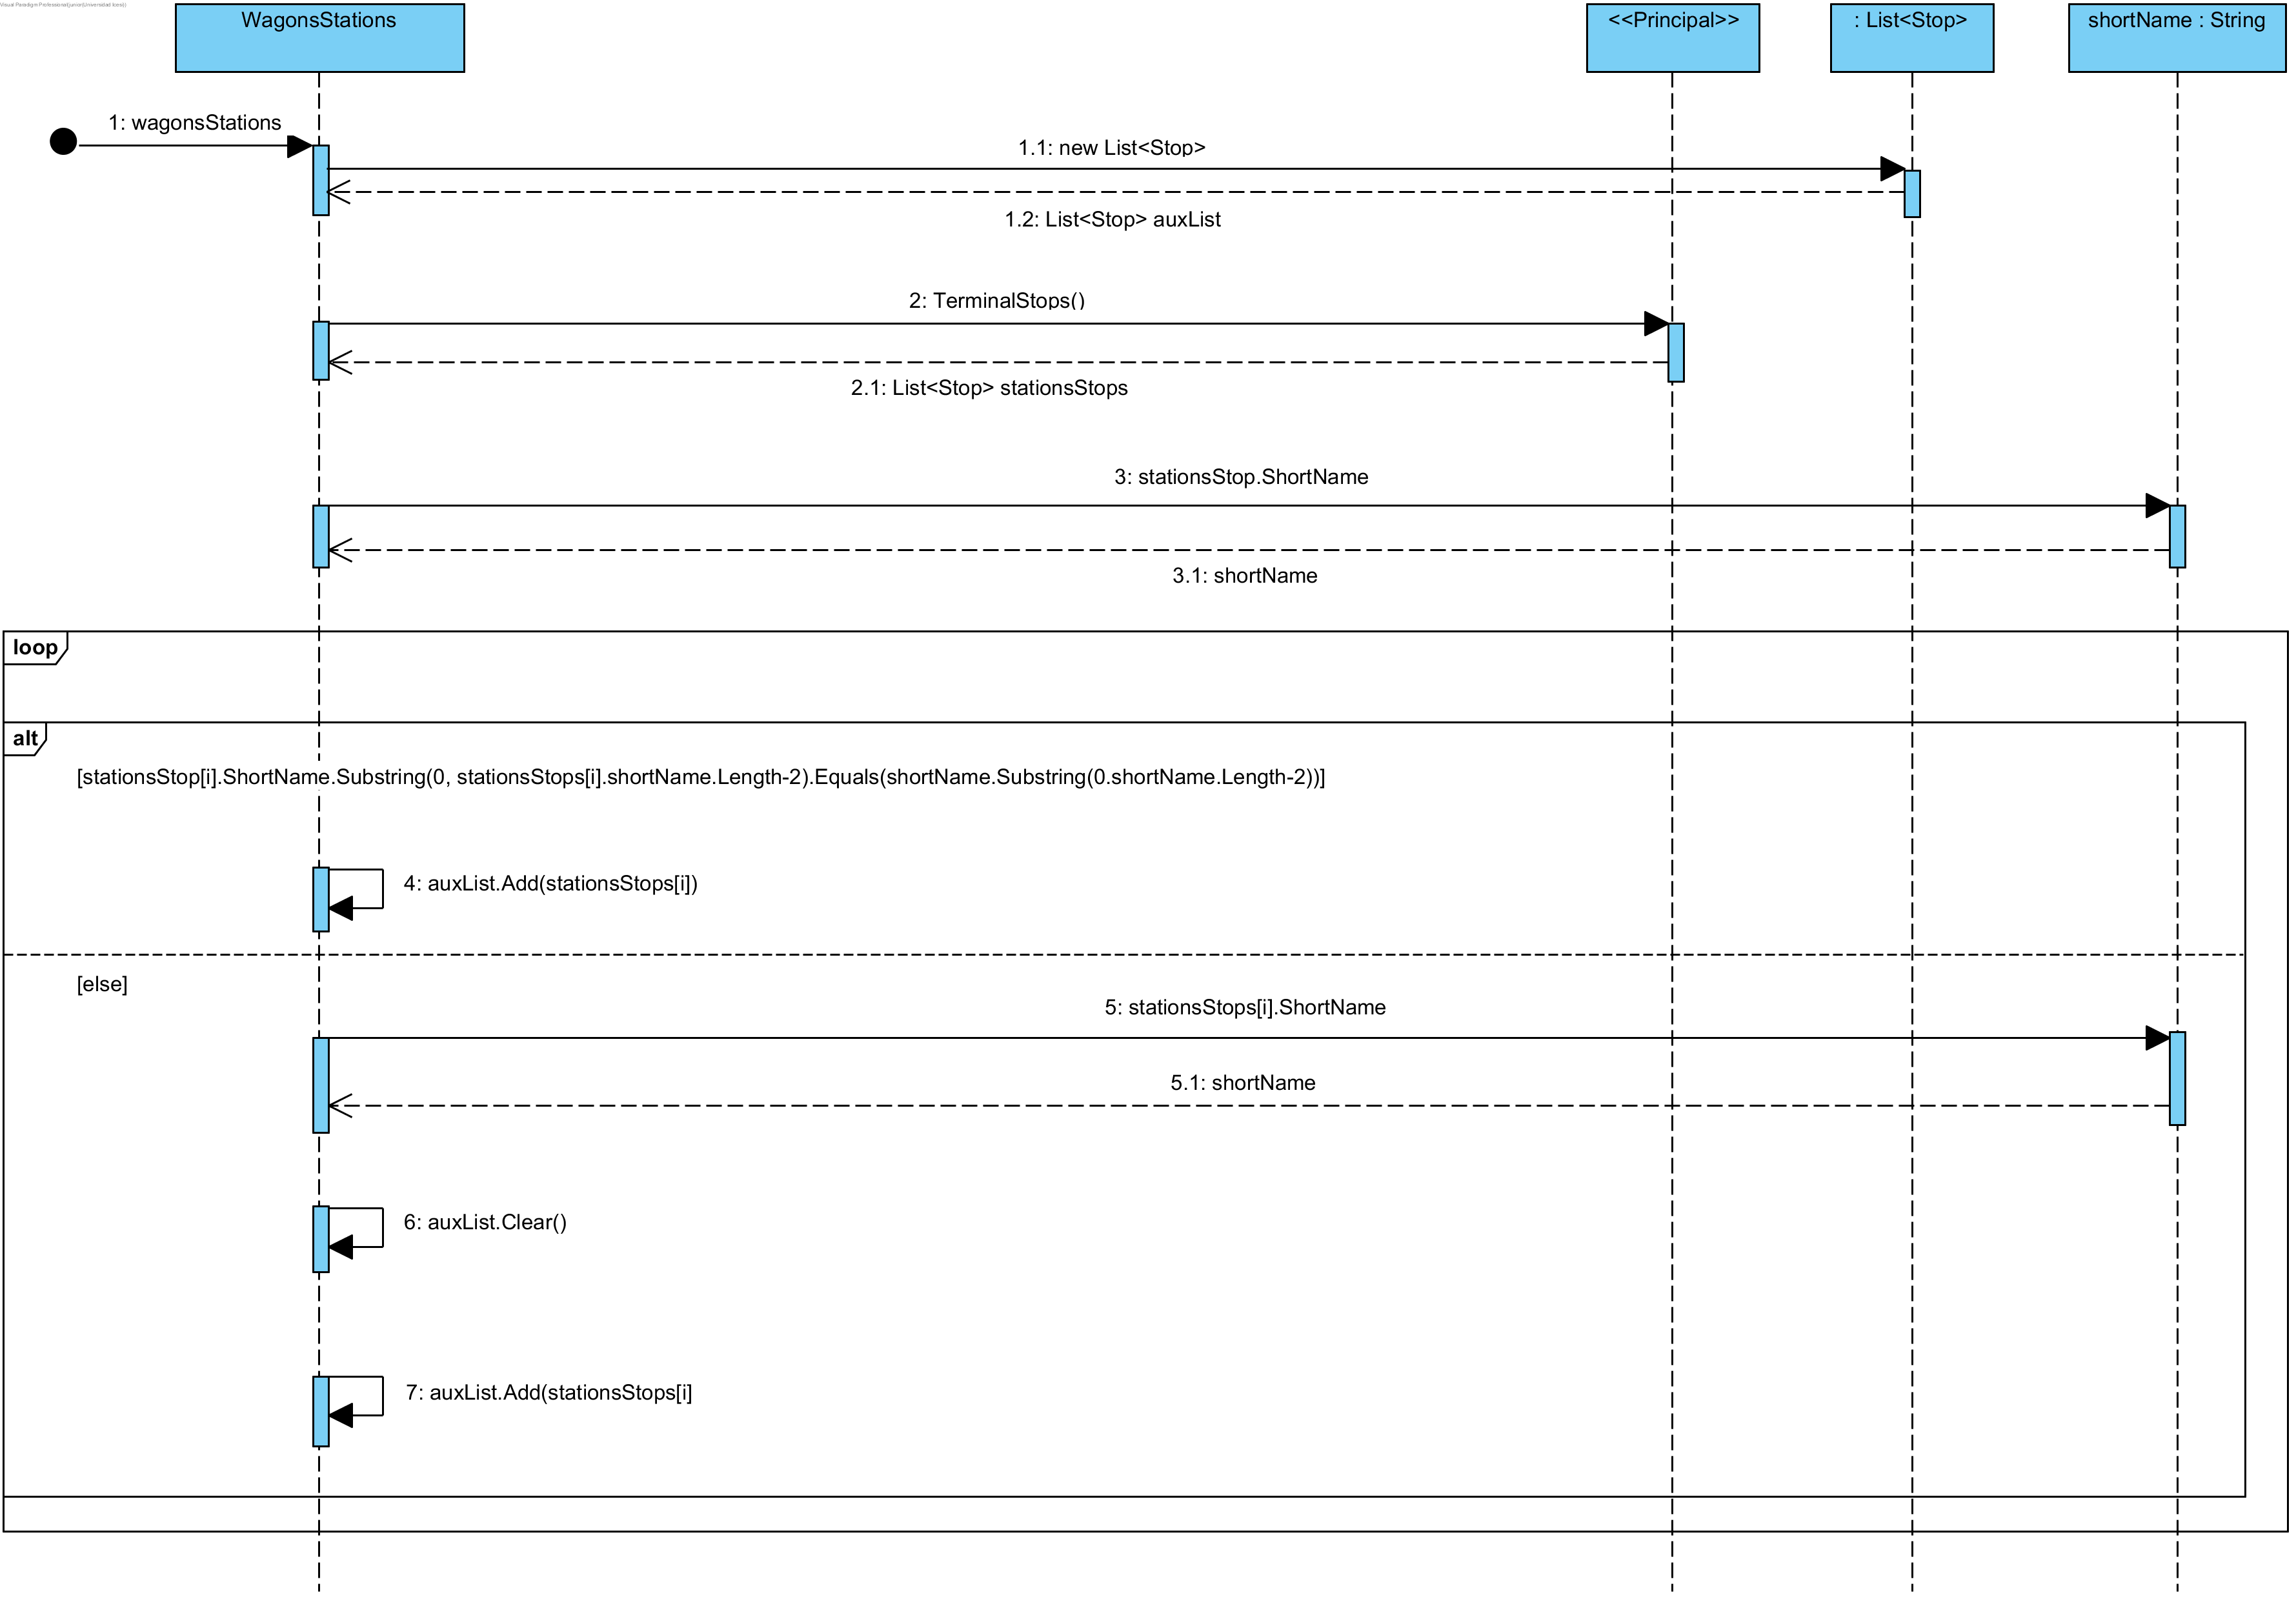 Visual Paradigm Professional(junior(Universidad Icesi))
WagonsStations
<<Principal>>
: List<Stop>
shortName : String
1: wagonsStations
1.1: new List<Stop>
1.2: List<Stop> auxList
2: TerminalStops()
2.1: List<Stop> stationsStops
3: stationsStop.ShortName
3.1: shortName
loop
alt
[stationsStop[i].ShortName.Substring(0, stationsStops[i].shortName.Length-2).Equals(shortName.Substring(0.shortName.Length-2))]
4: auxList.Add(stationsStops[i])
[else]
5: stationsStops[i].ShortName
5.1: shortName
6: auxList.Clear()
7: auxList.Add(stationsStops[i]